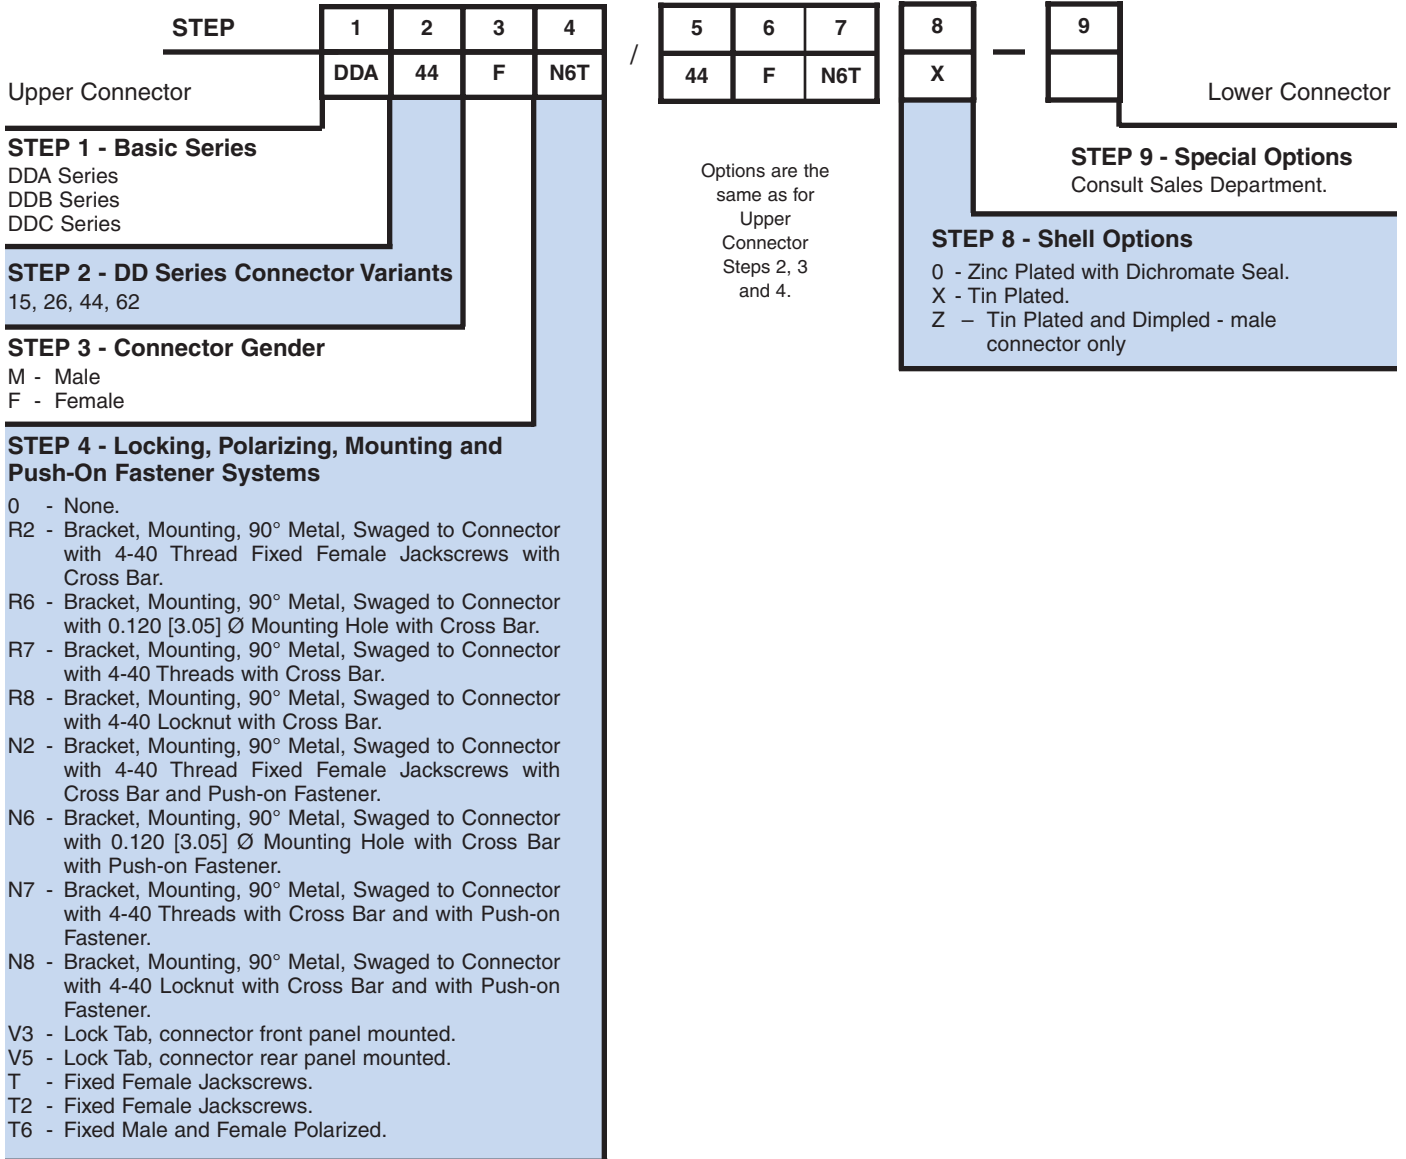 STEP 1 2 3 4 / 5 6 7 8 — 9
DDA 44 F N6T 44 F N6T X
Upper Connector
Lower Connector
STEP 1 - Basic Series
DDA Series
DDB Series
DDC Series
STEP 2 - DD Series Connector Variants
15, 26, 44, 62
STEP 3 - Connector Gender
M - Male
F - Female
STEP 4 - Locking, Polarizing, Mounting and
Push-On Fastener Systems
0 - None.
R2 - Bracket, Mounting, 90° Metal, Swaged to Connector
with 4-40 Thread Fixed Female Jackscrews with
Cross Bar.
R6 - Bracket, Mounting, 90° Metal, Swaged to Connector
with 0.120 [3.05] Ø Mounting Hole with Cross Bar.
R7 - Bracket, Mounting, 90° Metal, Swaged to Connector
with 4-40 Threads with Cross Bar.
R8 - Bracket, Mounting, 90° Metal, Swaged to Connector
with 4-40 Locknut with Cross Bar.
N2 - Bracket, Mounting, 90° Metal, Swaged to Connector
with 4-40 Thread Fixed Female Jackscrews with
Cross Bar and Push-on Fastener.
N6 - Bracket, Mounting, 90° Metal, Swaged to Connector
with 0.120 [3.05] Ø Mounting Hole with Cross Bar
with Push-on Fastener.
N7 - Bracket, Mounting, 90° Metal, Swaged to Connector
with 4-40 Threads with Cross Bar and with Push-on
Fastener.
N8 - Bracket, Mounting, 90° Metal, Swaged to Connector
with 4-40 Locknut with Cross Bar and with Push-on
Fastener.
V3 - Lock Tab, connector front panel mounted.
V5 - Lock Tab, connector rear panel mounted.
T - Fixed Female Jackscrews.
T2 - Fixed Female Jackscrews.
T6 - Fixed Male and Female Polarized.
Options are the
same as for
Upper
Connector
Steps 2, 3
and 4.
STEP 9 - Special Options
Consult Sales Department.
STEP 8 - Shell Options
0 - Zinc Plated with Dichromate Seal.
X - Tin Plated.
Z – Tin Plated and Dimpled - male
connector only